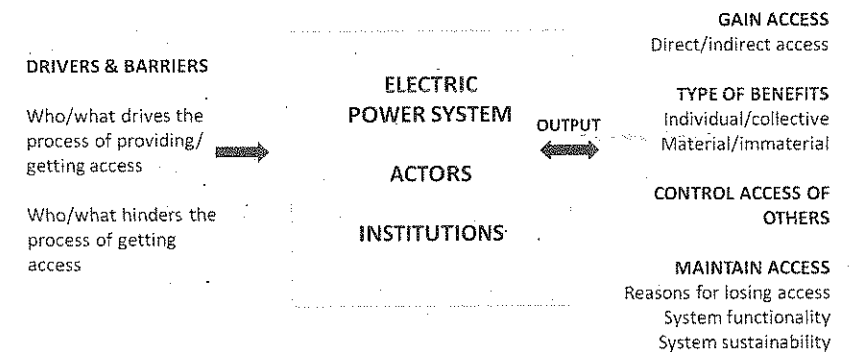 DRIVERS & BARRIERS
Who/what drives the
process of providing/
getting access
Who/what hinders the
process of getting
access
ELECTRIC
POWER SYSTEM
ACTORS
INSTITUTIONS
OUTPUT
GAIN ACCESS
Direct/indirect access
TYPE OF BENEFITS
Individual/collective
Material/immaterial
CONTROL ACCESS OF
OTHERS
MAINTAIN ACCESS
Reasons for losing access
System functionality
System sustainability